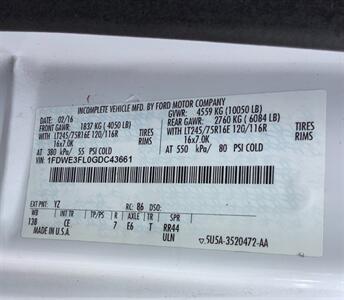 INCOMPLETE VEHICLE MFD. BY FORD MOTOR COMPANY
DATE: 02/16 GVWR: 4559 KG (10050 LB)
FRONT GAWR: 1837 KG (4050 LB) REAR GAWR: 2760 KG (6084 LB)
WITH LT245/75R16E 120/116R TIRES WITH LT245/75R16E 120/116R TIRES
16x7.0K RIMS 16x7.0K RIMS
AT 380 kPa/ 55 PSI COLD AT 550 kPa/ 80 PSI COLD
VIN: 1FDWE3FL0GDC43661
EXT PNT: YZ RC: 86 DSO:
WB INT TR TP/PS R AXLE TR SPR
138 CE 7 E6 T RR44
MADE IN U.S.A. ULN 5U5A-3520472-AA